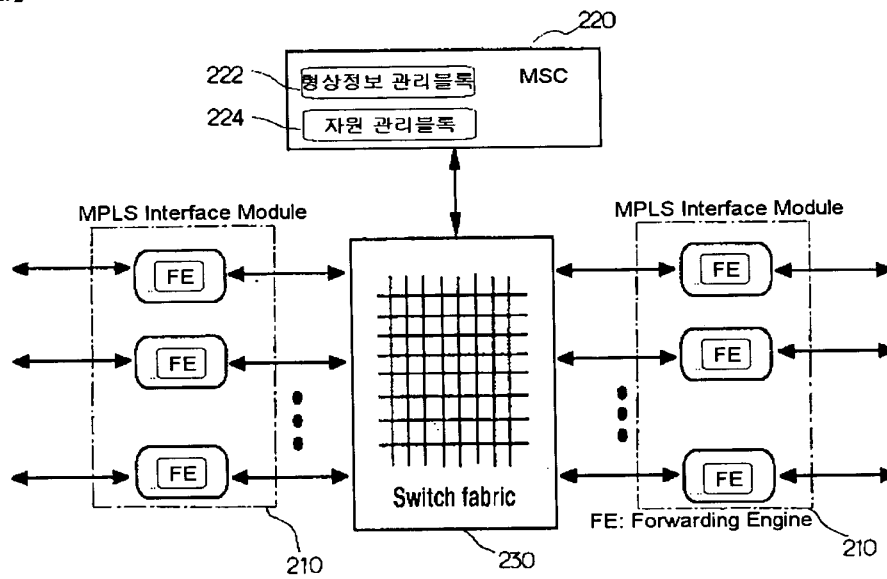 220
222
형상정보 관리블록
MSC
224
자원 관리블록
MPLS Interface Module
MPLS Interface Module
FE
FE
FE
FE
FE
FE
Switch fabric
FE: Forwarding Engine
210
230
210